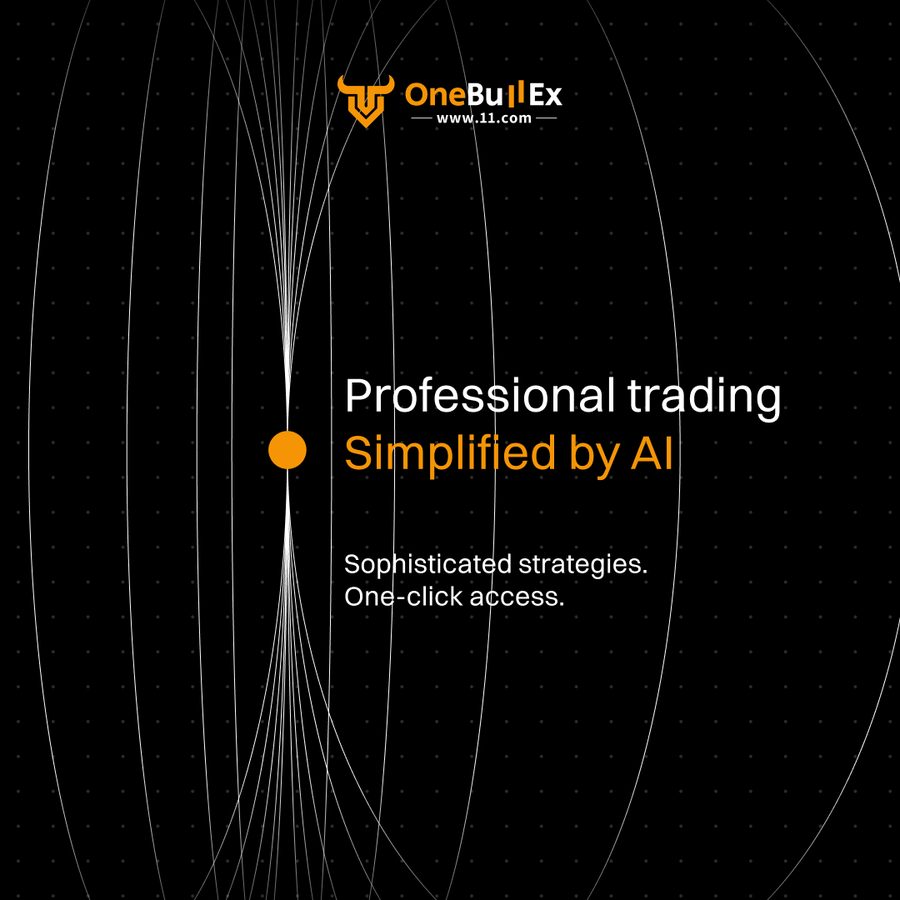 OneBullEx
www.11.com
Professional trading
Simplified by AI
Sophisticated strategies.
One-click access.